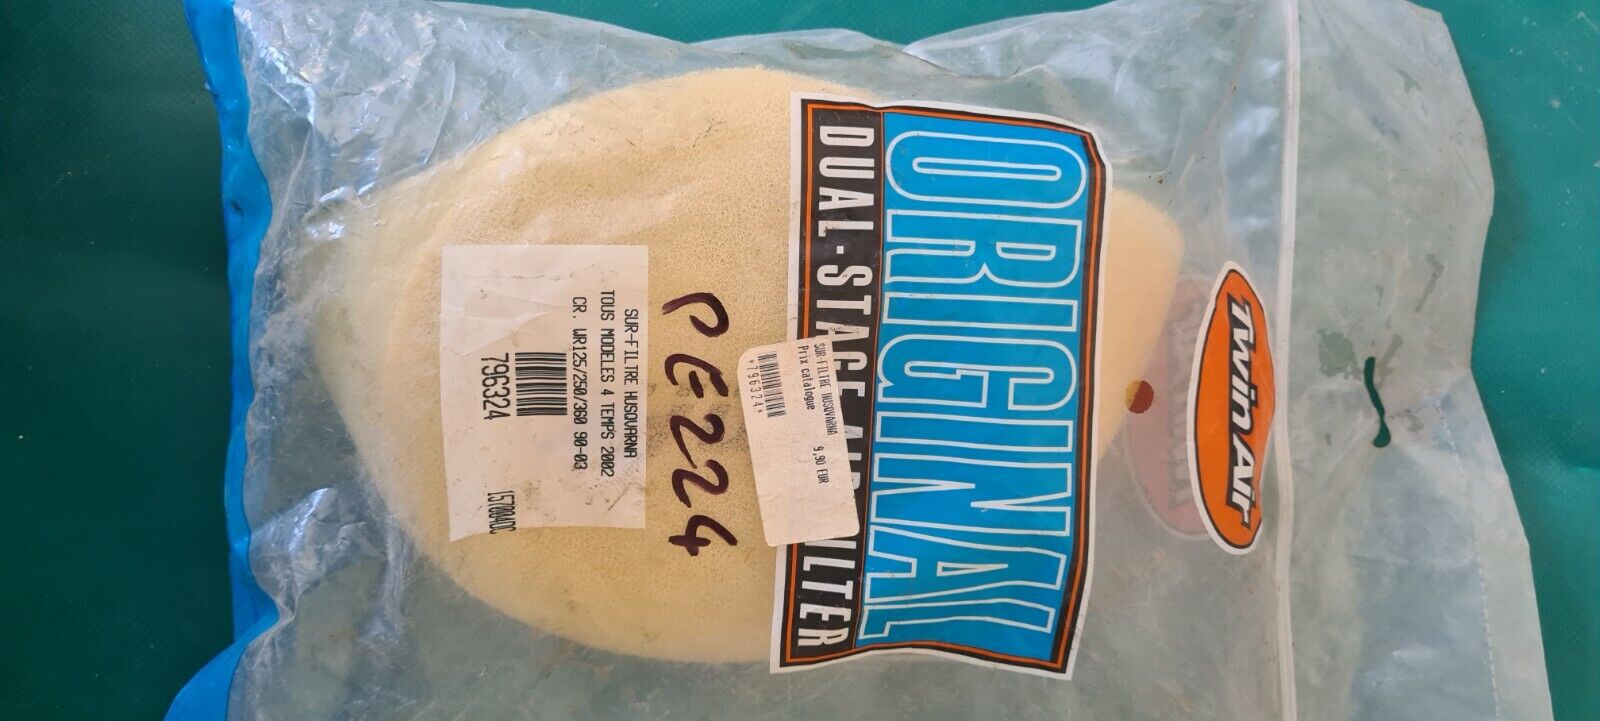 ORIGINAL
DUAL·STAGE AIR FILTER
TWIN AIR
SUR-FILTRE HUSQVARNA
Prix catalogue 9,90 EUR
*796324*
PE224
SUR-FILTRE HUSQVARNA
TOUS MODELES 4 TEMPS 2002
CR. WR125/250/360 90-03
796324